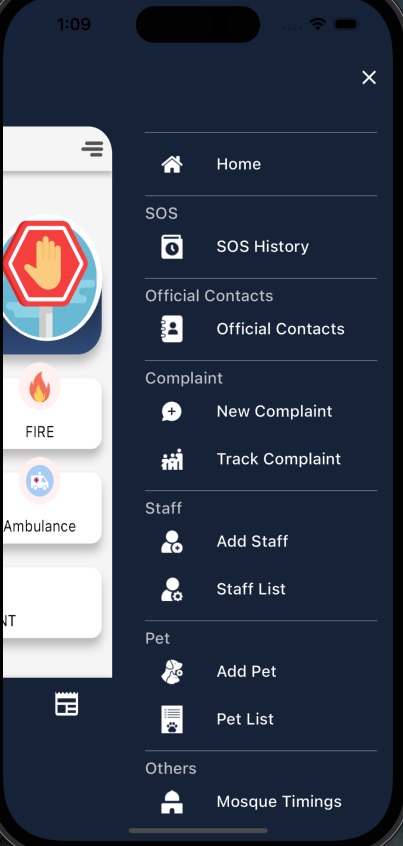 1:09
Home
SOS
SOS History
Official Contacts
Official Contacts
Complaint
New Complaint
Track Complaint
Staff
Add Staff
Staff List
Pet
Add Pet
Pet List
Others
Mosque Timings
FIRE
Ambulance
NT